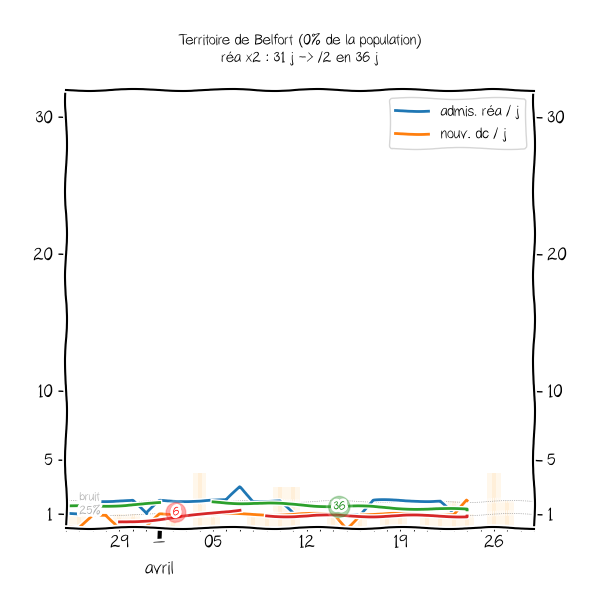 Territoire de Belfort (0% de la population)
réa x2 : 31 j -> /2 en 36 j
admis. réa / j
nouv. dc / j
30 30
20 20
10 10
5 5
1 1
bruit
25%
6
36
29 1 05 12 19 26
avril